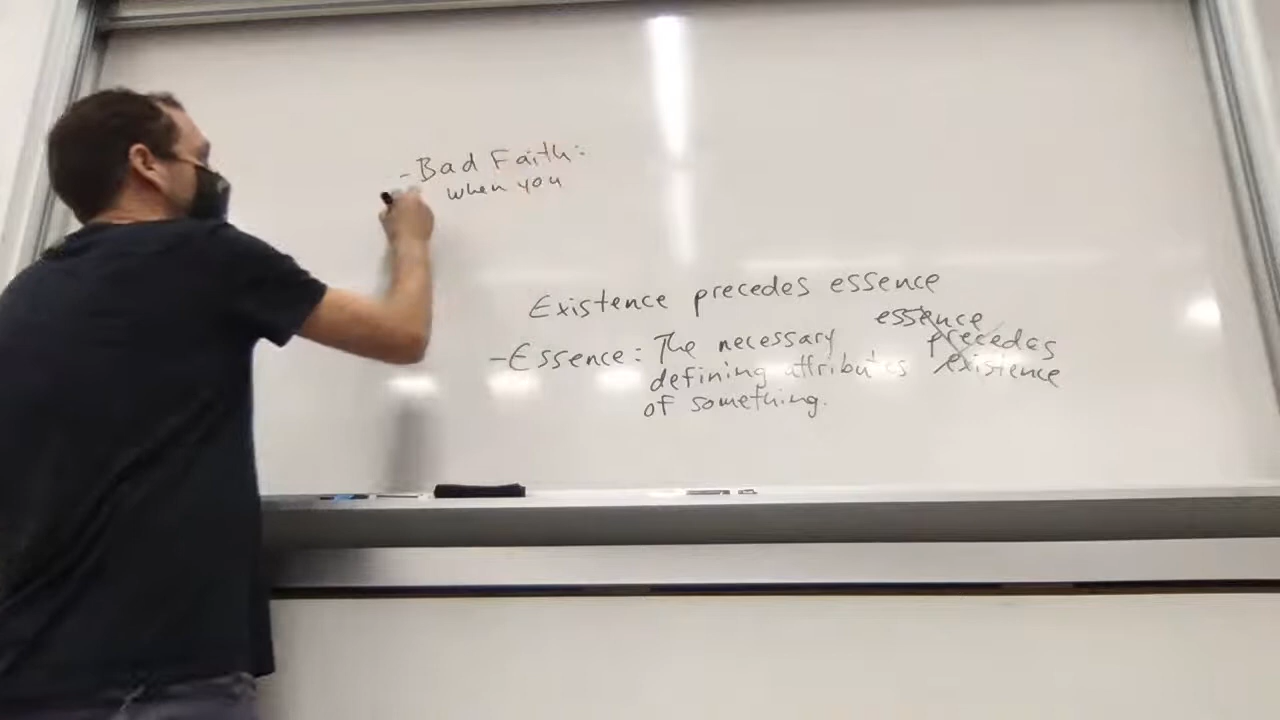 - Bad Faith:
when you
Existence precedes essence
- Essence: The necessary
defining attributes
of something.
essence
precedes
existence